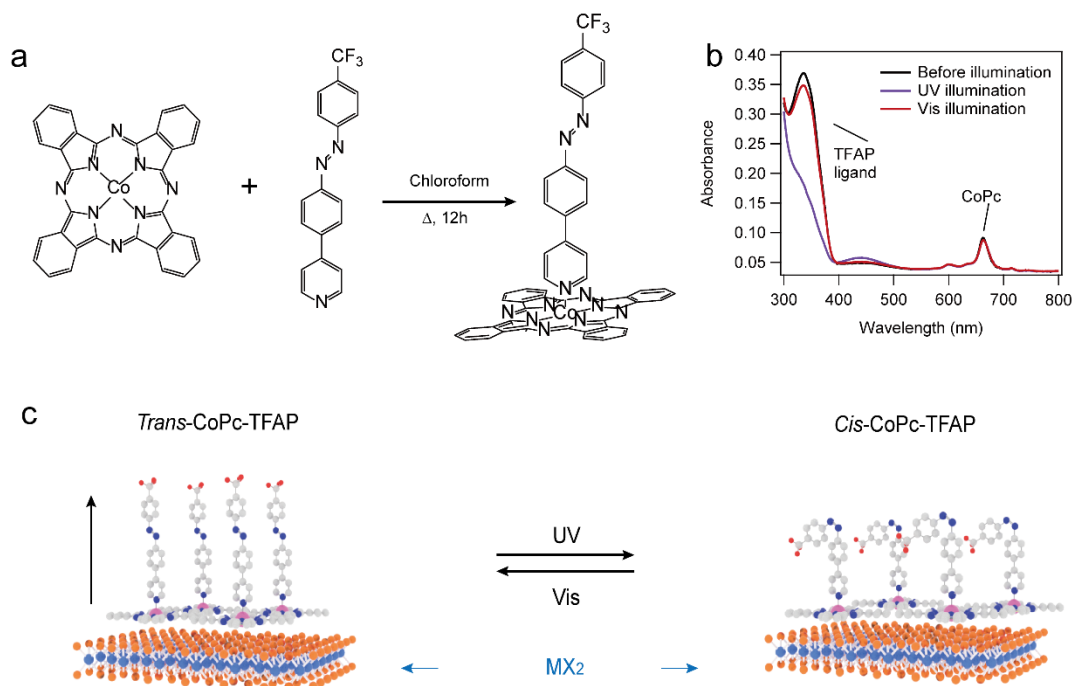 a
CF3
N
N
N
N
N
Co
N
N
N
N
+
N
N
N
Chloroform
Δ, 12h
CF3
N
N
N
N
N
N
Co
N
N
N
b
0.40
0.35
0.30
0.25
0.20
0.15
0.10
0.05
Absorbance
Before illumination
UV illumination
Vis illumination
TFAP
ligand
CoPc
300 400 500 600 700 800
Wavelength (nm)
c
Trans-CoPc-TFAP
Cis-CoPc-TFAP
UV
Vis
MX2